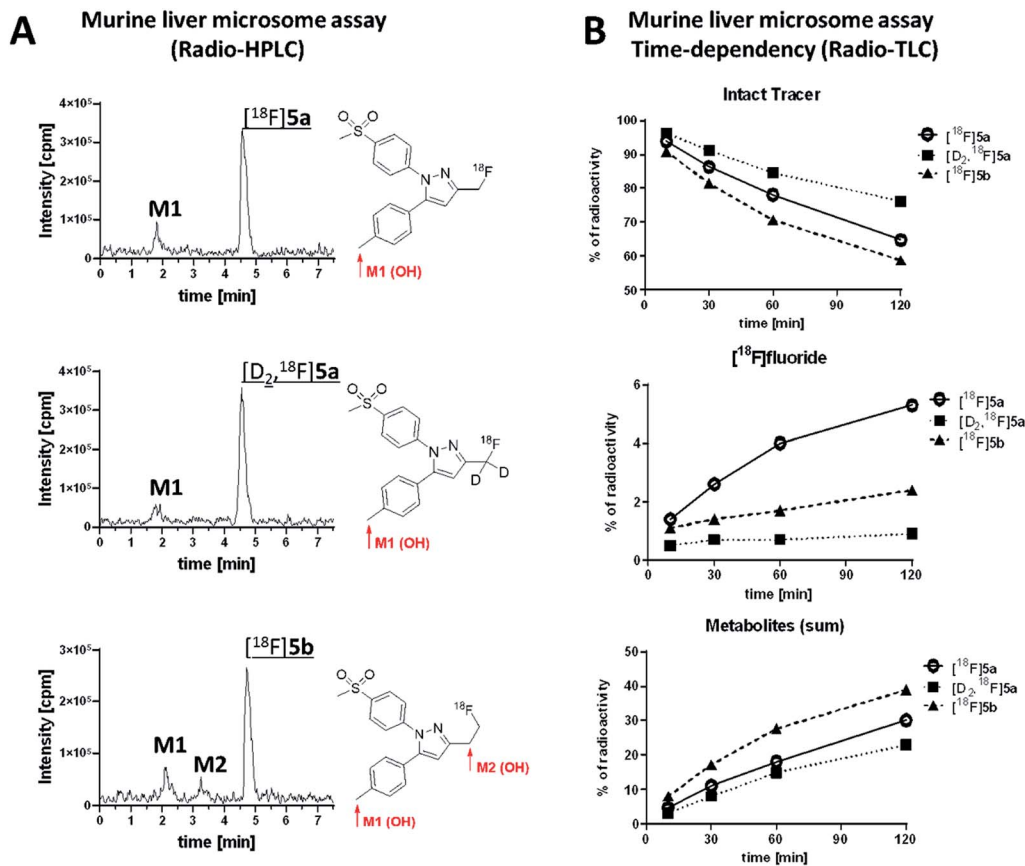 A
Murine liver microsome assay
(Radio-HPLC)
4×10⁵
3×10⁵
2×10⁵
1×10⁵
0
Intensity [cpm]
[¹⁸F]5a
M1
0 1 2 3 4 5 6 7
time [min]
O O
S
N N
¹⁸F
M1 (OH)
4×10⁵
3×10⁵
2×10⁵
1×10⁵
0
Intensity [cpm]
[D₂,¹⁸F]5a
M1
0 1 2 3 4 5 6 7
time [min]
O O
S
N N
¹⁸F
D D
M1 (OH)
4×10⁵
3×10⁵
2×10⁵
1×10⁵
0
Intensity [cpm]
[¹⁸F]5b
M1
M2
0 1 2 3 4 5 6 7
time [min]
O O
S
N N
¹⁸F
M2 (OH)
M1 (OH)
B
Murine liver microsome assay
Time-dependency (Radio-TLC)
Intact Tracer
100
90
80
70
60
50
% of radioactivity
0 30 60 90 120
time [min]
[¹⁸F]5a
[D₂,¹⁸F]5a
[¹⁸F]5b
[¹⁸F]fluoride
6
4
2
0
% of radioactivity
0 30 60 90 120
time [min]
[¹⁸F]5a
[D₂,¹⁸F]5a
[¹⁸F]5b
Metabolites (sum)
50
40
30
20
10
0
% of radioactivity
0 30 60 90 120
time [min]
[¹⁸F]5a
[D₂,¹⁸F]5a
[¹⁸F]5b